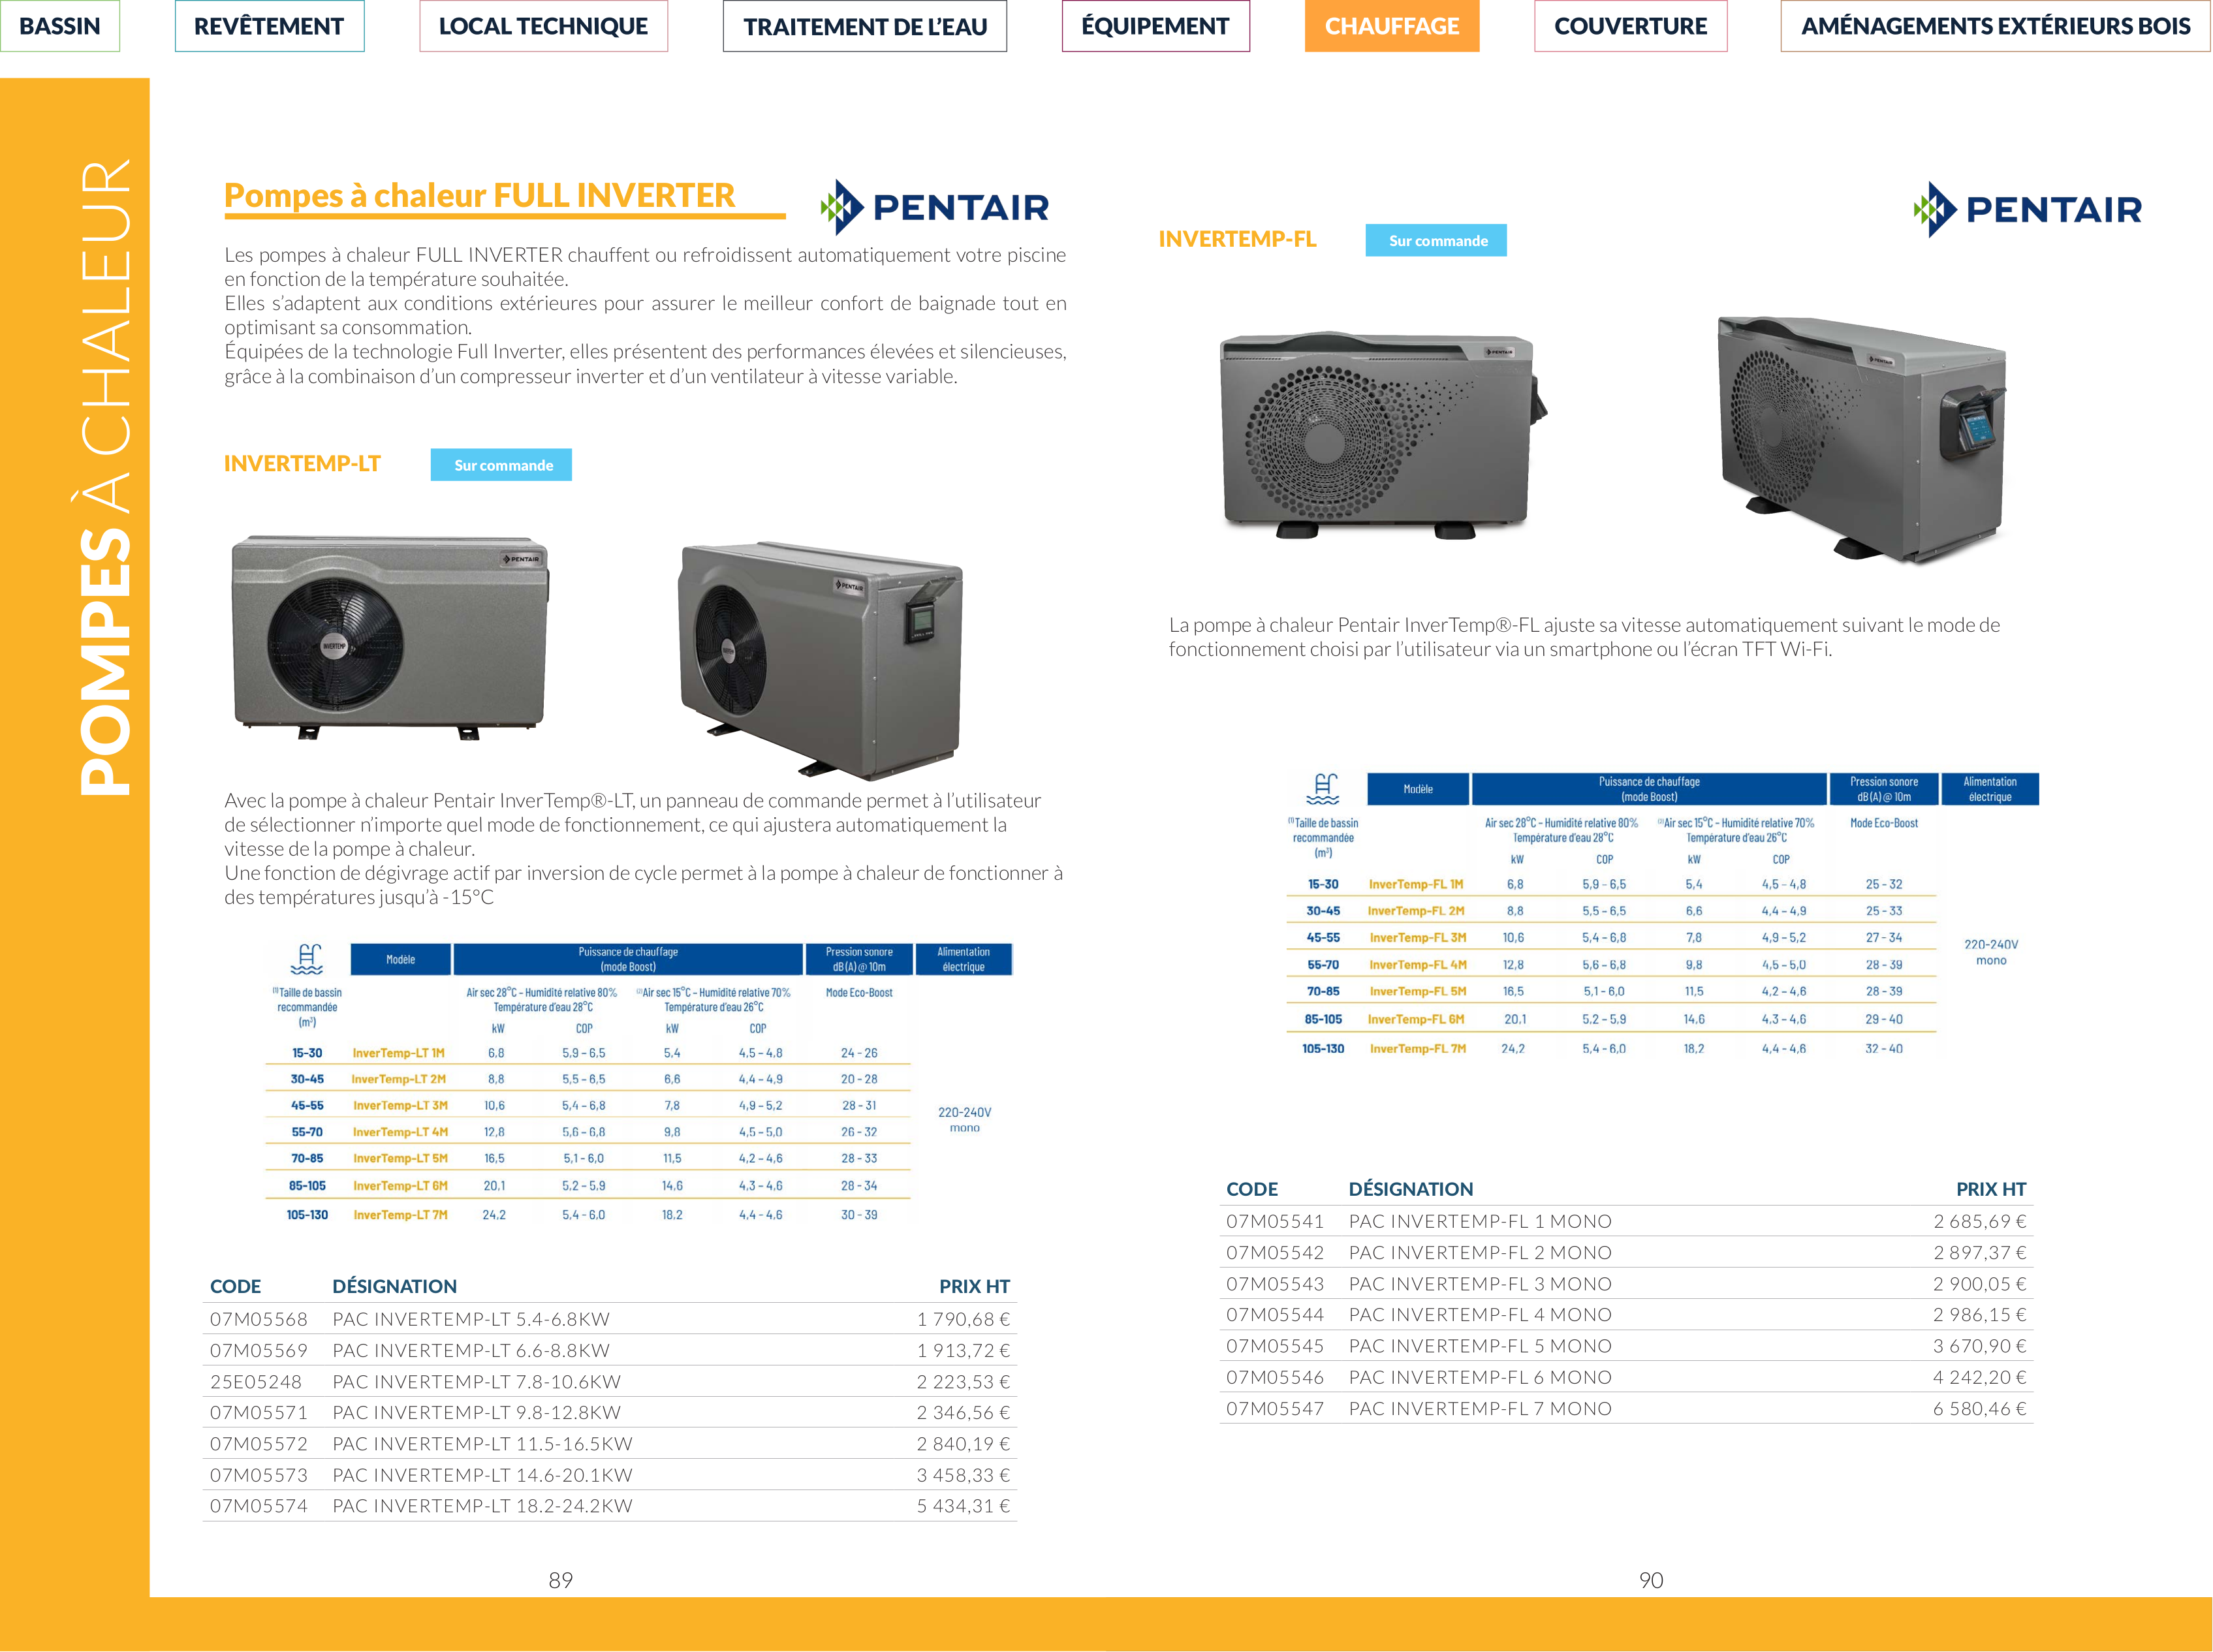 BASSIN
REVÊTEMENT
LOCAL TECHNIQUE
TRAITEMENT DE L’EAU
ÉQUIPEMENT
CHAUFFAGE
COUVERTURE
AMÉNAGEMENTS EXTÉRIEURS BOIS
POMPES À CHALEUR
Pompes à chaleur FULL INVERTER
PENTAIR
Les pompes à chaleur FULL INVERTER chauffent ou refroidissent automatiquement votre piscine
en fonction de la température souhaitée.
Elles s’adaptent aux conditions extérieures pour assurer le meilleur confort de baignade tout en
optimisant sa consommation.
Équipées de la technologie Full Inverter, elles présentent des performances élevées et silencieuses,
grâce à la combinaison d’un compresseur inverter et d’un ventilateur à vitesse variable.
INVERTEMP-LT
Sur commande
PENTAIR
INVERTEMP
PENTAIR
Avec la pompe à chaleur Pentair InverTemp®-LT, un panneau de commande permet à l’utilisateur
de sélectionner n’importe quel mode de fonctionnement, ce qui ajustera automatiquement la
vitesse de la pompe à chaleur.
Une fonction de dégivrage actif par inversion de cycle permet à la pompe à chaleur de fonctionner à
des températures jusqu’à -15°C
Modèle
Puissance de chauffage
(mode Boost)
Pression sonore
dB(A) @ 10m
Alimentation
électrique
(1) Taille de bassin
recommandée
(m³)
Air sec 28°C – Humidité relative 80%
Température d'eau 28°C
(2) Air sec 15°C – Humidité relative 70%
Température d'eau 26°C
Mode Eco-Boost
kW COP kW COP
15-30 InverTemp-LT 1M 6,8 5,9 – 6,5 5,4 4,5 – 4,8 24 - 26
30-45 InverTemp-LT 2M 8,8 5,5 – 6,5 6,6 4,4 – 4,9 20 - 28
45-55 InverTemp-LT 3M 10,6 5,4 – 6,8 7,8 4,9 – 5,2 28 - 31
55-70 InverTemp-LT 4M 12,8 5,6 – 6,8 9,8 4,5 – 5,0 26 - 32
70-85 InverTemp-LT 5M 16,5 5,1 - 6,0 11,5 4,2 – 4,6 28 - 33
85-105 InverTemp-LT 6M 20,1 5,2 – 5,9 14,6 4,3 – 4,6 28 - 34
105-130 InverTemp-LT 7M 24,2 5,4 - 6,0 18,2 4,4 - 4,6 30 - 39
220-240V
mono
CODE DÉSIGNATION PRIX HT
07M05568 PAC INVERTEMP-LT 5.4-6.8KW 1 790,68 €
07M05569 PAC INVERTEMP-LT 6.6-8.8KW 1 913,72 €
25E05248 PAC INVERTEMP-LT 7.8-10.6KW 2 223,53 €
07M05571 PAC INVERTEMP-LT 9.8-12.8KW 2 346,56 €
07M05572 PAC INVERTEMP-LT 11.5-16.5KW 2 840,19 €
07M05573 PAC INVERTEMP-LT 14.6-20.1KW 3 458,33 €
07M05574 PAC INVERTEMP-LT 18.2-24.2KW 5 434,31 €
89
PENTAIR
INVERTEMP-FL
Sur commande
PENTAIR
PENTAIR
La pompe à chaleur Pentair InverTemp®-FL ajuste sa vitesse automatiquement suivant le mode de
fonctionnement choisi par l’utilisateur via un smartphone ou l’écran TFT Wi-Fi.
Modèle
Puissance de chauffage
(mode Boost)
Pression sonore
dB(A) @ 10m
Alimentation
électrique
(1) Taille de bassin
recommandée
(m³)
Air sec 28°C – Humidité relative 80%
Température d'eau 28°C
(2) Air sec 15°C – Humidité relative 70%
Température d'eau 26°C
Mode Eco-Boost
kW COP kW COP
15-30 InverTemp-FL 1M 6,8 5,9 – 6,5 5,4 4,5 – 4,8 25 - 32
30-45 InverTemp-FL 2M 8,8 5,5 – 6,5 6,6 4,4 – 4,9 25 - 33
45-55 InverTemp-FL 3M 10,6 5,4 – 6,8 7,8 4,9 – 5,2 27 - 34
55-70 InverTemp-FL 4M 12,8 5,6 – 6,8 9,8 4,5 – 5,0 28 - 39
70-85 InverTemp-FL 5M 16,5 5,1 - 6,0 11,5 4,2 – 4,6 28 - 39
85-105 InverTemp-FL 6M 20,1 5,2 – 5,9 14,6 4,3 – 4,6 29 - 40
105-130 InverTemp-FL 7M 24,2 5,4 - 6,0 18,2 4,4 - 4,6 32 - 40
220-240V
mono
CODE DÉSIGNATION PRIX HT
07M05541 PAC INVERTEMP-FL 1 MONO 2 685,69 €
07M05542 PAC INVERTEMP-FL 2 MONO 2 897,37 €
07M05543 PAC INVERTEMP-FL 3 MONO 2 900,05 €
07M05544 PAC INVERTEMP-FL 4 MONO 2 986,15 €
07M05545 PAC INVERTEMP-FL 5 MONO 3 670,90 €
07M05546 PAC INVERTEMP-FL 6 MONO 4 242,20 €
07M05547 PAC INVERTEMP-FL 7 MONO 6 580,46 €
90